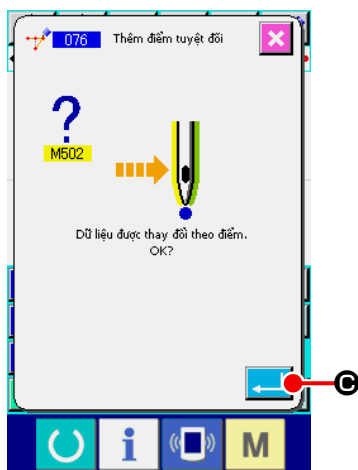 076 Thêm điểm tuyệt đối
?
M502
Dữ liệu được thay đổi theo điểm.
OK?
C
i
M